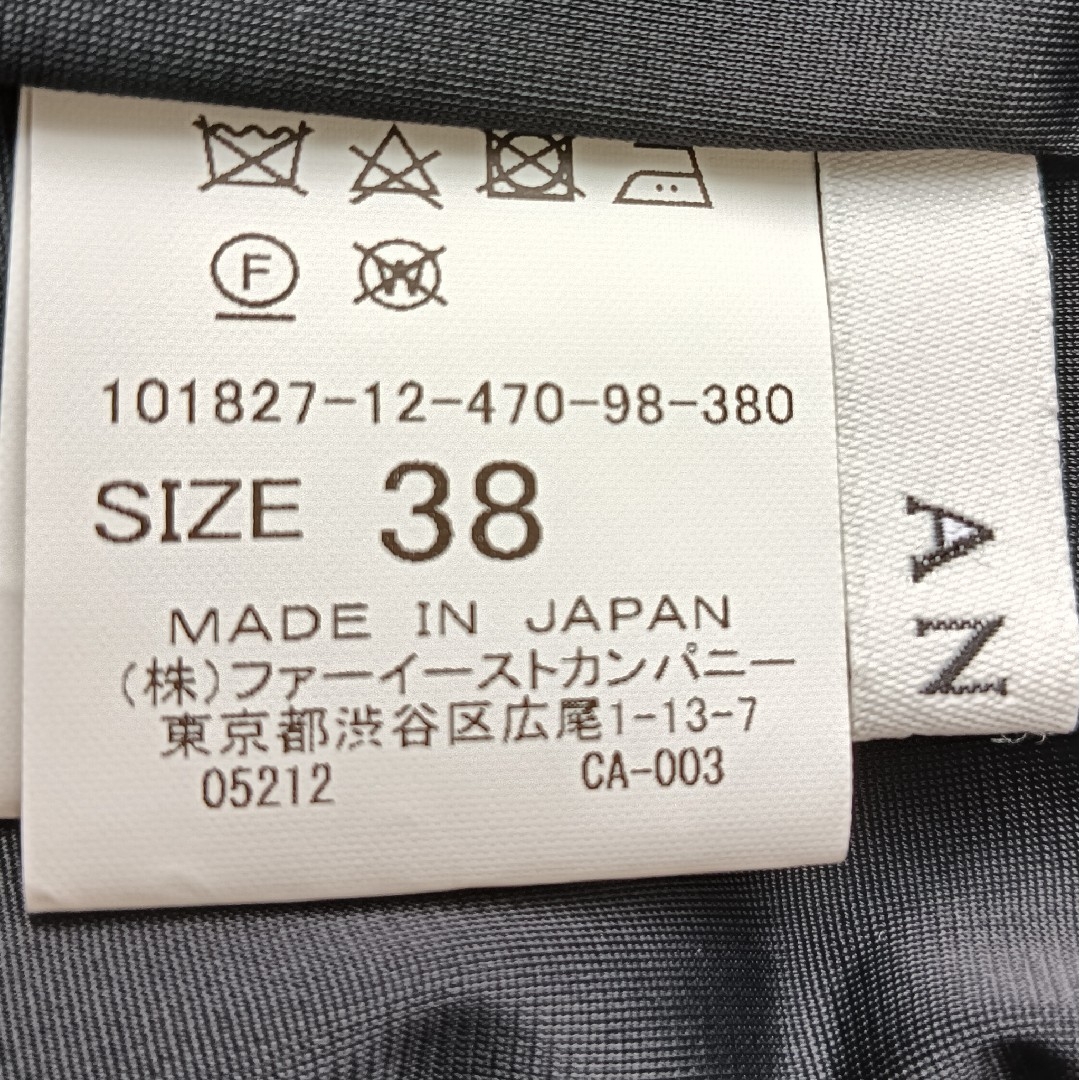 F
W
101827-12-470-98-380
SIZE 38
MADE IN JAPAN
(株)ファーイーストカンパニー
東京都渋谷区広尾1-13-7
05212 CA-003
AN